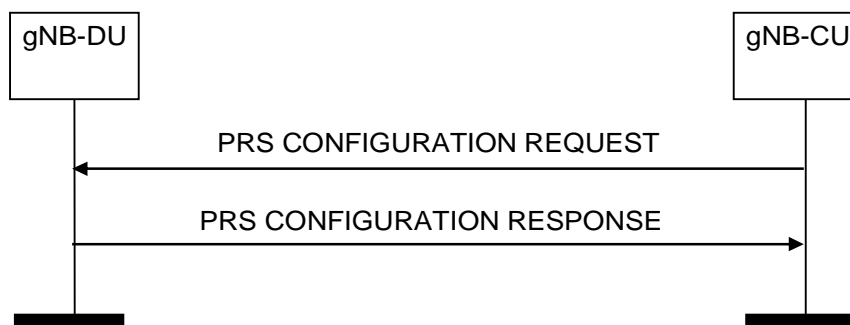 gNB-DU
gNB-CU
PRS CONFIGURATION REQUEST
PRS CONFIGURATION RESPONSE